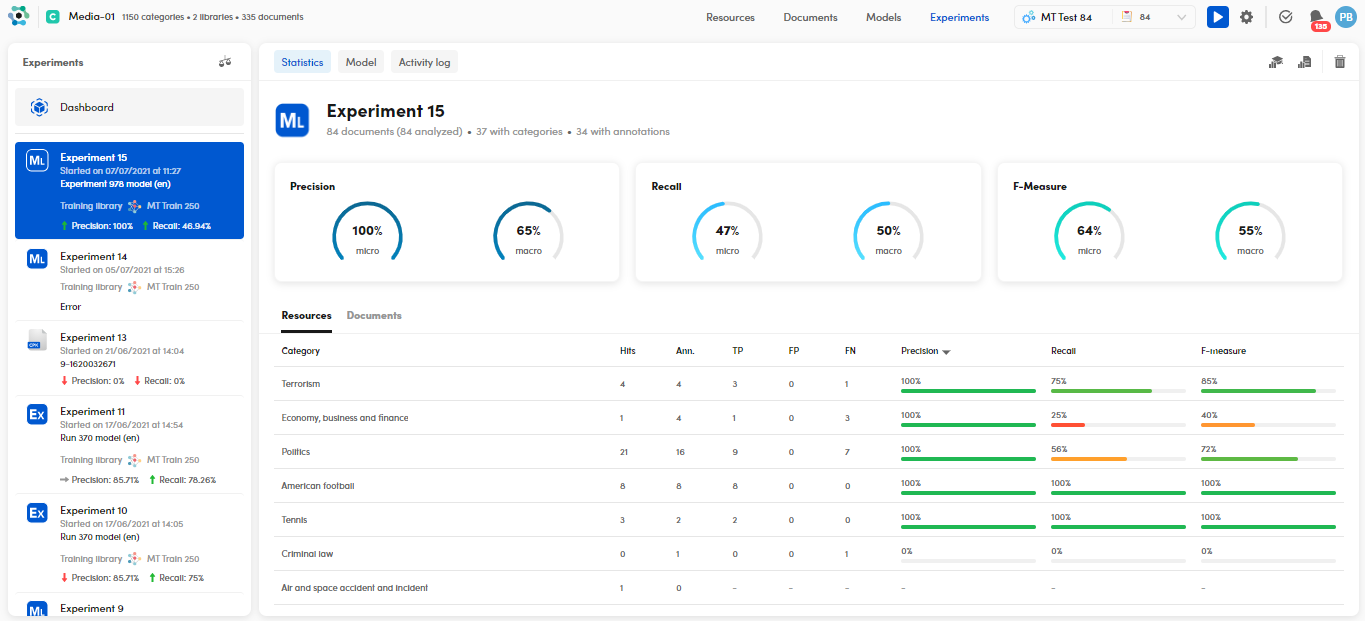 C Media-01 1150 categories • 2 libraries • 335 documents Resources Documents Models Experiments MT Test 84 84 135 PB
Experiments
Dashboard
ML Experiment 15
Started on 07/07/2021 at 11:27
Experiment 978 model (en)
Training library MT Train 250
Precision: 100% Recall: 46.94%
ML Experiment 14
Started on 05/07/2021 at 15:26
Training library MT Train 250
Error
CPK Experiment 13
Started on 21/06/2021 at 14:04
9-1620032671
Precision: 0% Recall: 0%
Ex Experiment 11
Started on 17/06/2021 at 14:54
Run 370 model (en)
Training library MT Train 250
Precision: 85.71% Recall: 78.26%
Ex Experiment 10
Started on 17/06/2021 at 14:05
Run 370 model (en)
Training library MT Train 250
Precision: 85.71% Recall: 75%
ML Experiment 9
Statistics Model Activity log
ML Experiment 15
84 documents (84 analyzed) • 37 with categories • 34 with annotations
Precision
100% micro
65% macro
Recall
47% micro
50% macro
F-Measure
64% micro
55% macro
Resources Documents
Category Hits Ann. TP FP FN Precision Recall F-measure
Terrorism 4 4 3 0 1 100% 75% 85%
Economy, business and finance 1 4 1 0 3 100% 25% 40%
Politics 21 16 9 0 7 100% 56% 72%
American football 8 8 8 0 0 100% 100% 100%
Tennis 3 2 2 0 0 100% 100% 100%
Criminal law 0 1 0 0 1 0% 0% 0%
Air and space accident and incident 1 0 - - - - - -